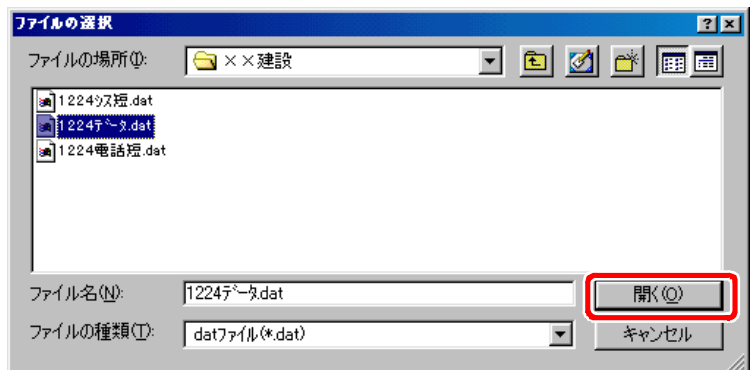 ファイルの選択
ファイルの場所(I):
××建設
1224ｼｽ短.dat
1224ﾃﾞｰﾀ.dat
1224電話短.dat
ファイル名(N):
1224ﾃﾞｰﾀ.dat
開く(O)
ファイルの種類(T):
datファイル(*.dat)
キャンセル